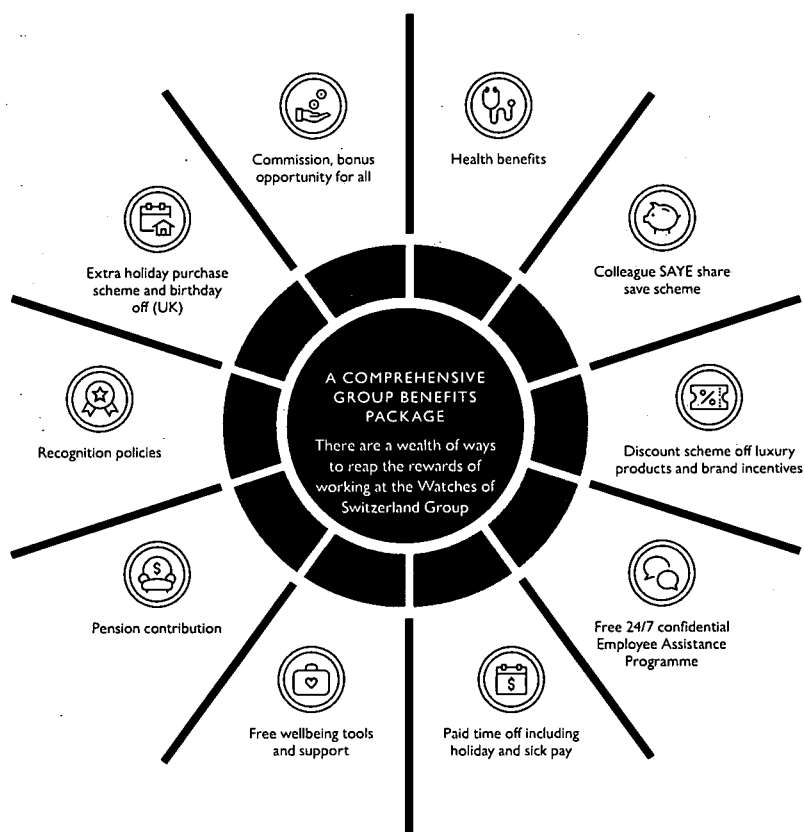 Commission, bonus
opportunity for all
Health benefits
Colleague SAYE share
save scheme
Discount scheme off luxury
products and brand incentives
Free 24/7 confidential
Employee Assistance
Programme
Paid time off including
holiday and sick pay
Free wellbeing tools
and support
Pension contribution
Recognition policies
Extra holiday purchase
scheme and birthday
off (UK)
A COMPREHENSIVE
GROUP BENEFITS
PACKAGE
There are a wealth of ways
to reap the rewards of
working at the Watches of
Switzerland Group